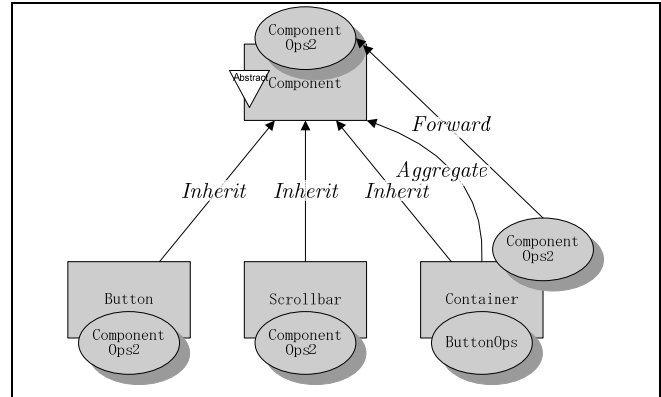 Component
Ops2
Abstract
Component
Forward
Aggregate
Inherit
Inherit
Inherit
Component
Ops2
Button
Scrollbar
Container
Component
Ops2
Component
Ops2
ButtonOps